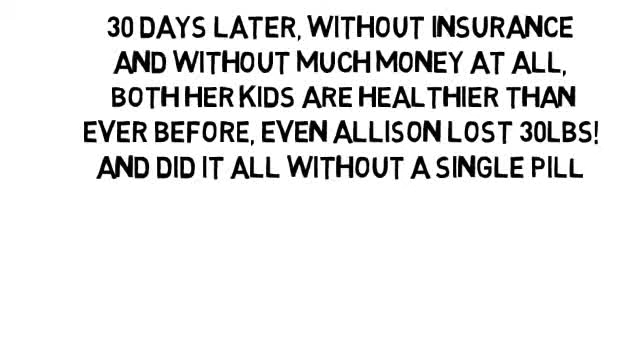 30 DAYS LATER, WITHOUT INSURANCE
AND WITHOUT MUCH MONEY AT ALL,
BOTH HER KIDS ARE HEALTHIER THAN
EVER BEFORE, EVEN ALLISON LOST 30LBS!
AND DID IT ALL WITHOUT A SINGLE PILL